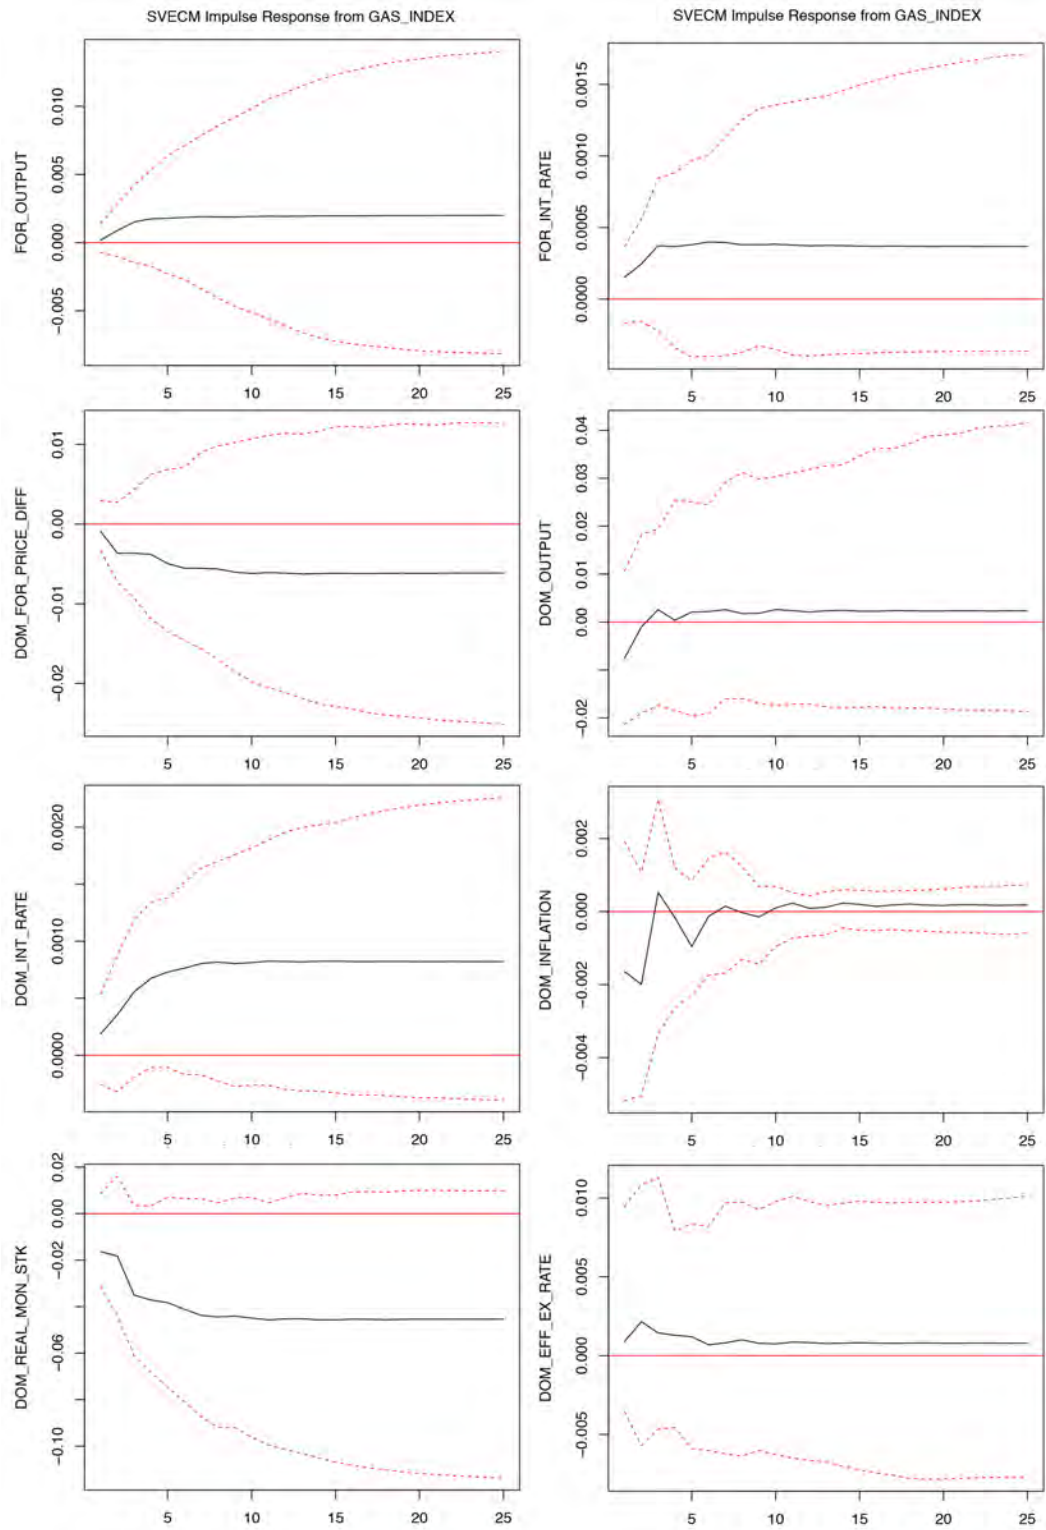 SVECM Impulse Response from GAS_INDEX
SVECM Impulse Response from GAS_INDEX
FOR_OUTPUT
0.010
0.005
0.000
−0.005
5 10 15 20 25
FOR_INT_RATE
0.0015
0.0010
0.0005
0.0000
5 10 15 20 25
DOM_FOR_PRICE_DIFF
0.01
0.00
−0.01
−0.02
5 10 15 20 25
DOM_OUTPUT
0.04
0.03
0.02
0.01
0.00
−0.02
5 10 15 20 25
DOM_INT_RATE
0.0020
0.0010
0.0000
5 10 15 20 25
DOM_INFLATION
0.002
0.000
−0.002
−0.004
5 10 15 20 25
DOM_REAL_MON_STK
0.02
0.00
−0.02
−0.06
−0.10
5 10 15 20 25
DOM_EFF_EX_RATE
0.010
0.005
0.000
−0.005
5 10 15 20 25